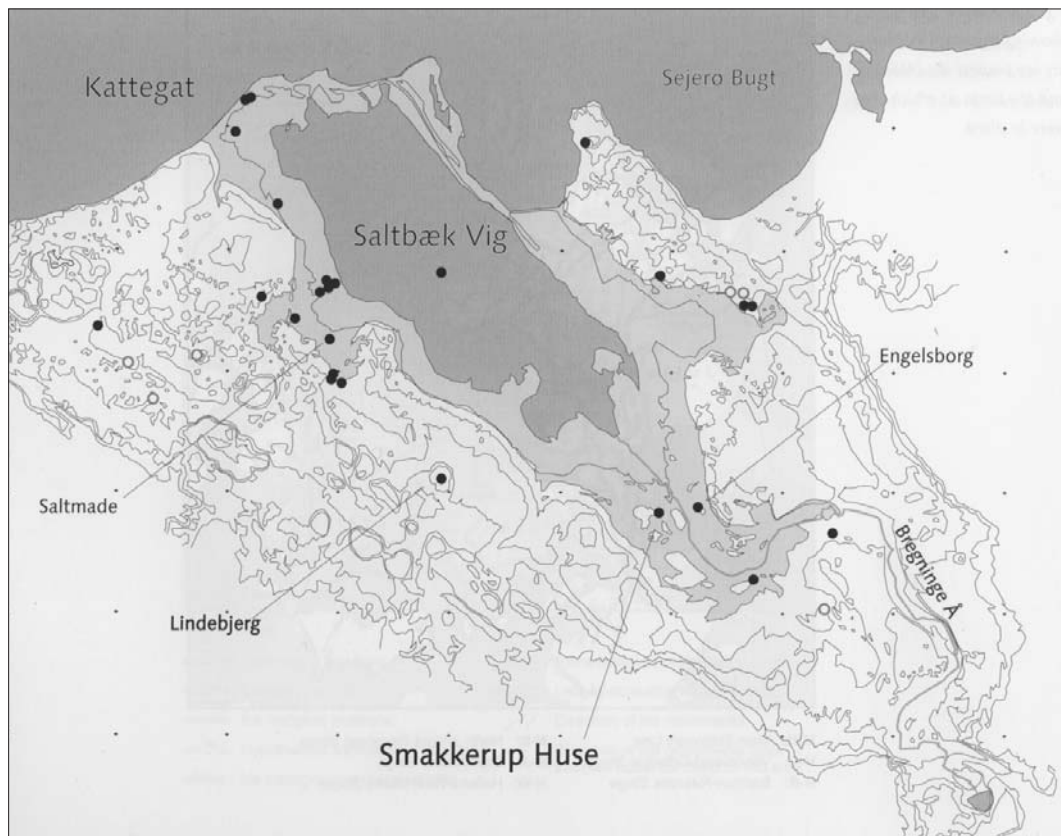 Kattegat
Sejerø Bugt
Saltbæk Vig
Engelsborg
Saltmade
Bregninge Å
Lindebjerg
Smakkerup Huse